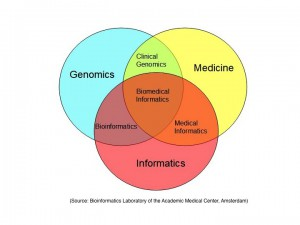 Clinical
Genomics
Genomics
Medicine
Biomedical
Informatics
Bioinformatics
Medical
Informatics
Informatics
(Source: Bioinformatics Laboratory of the Academic Medical Center, Amsterdam)